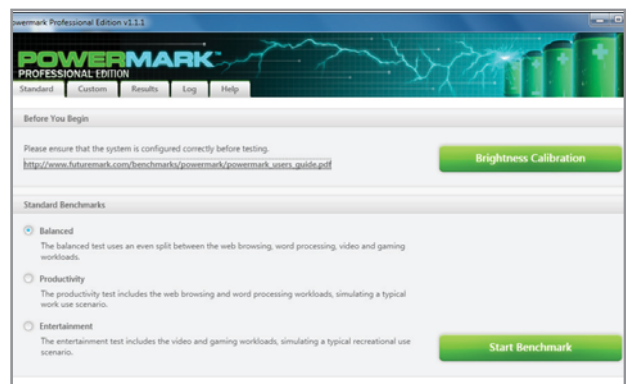 owermark Professional Edition v1.1.1
POWERMARK
PROFESSIONAL EDITION
Standard Custom Results Log Help
Before You Begin
Please ensure that the system is configured correctly before testing.
http://www.futuremark.com/benchmarks/powermark/powermark_users_guide.pdf
Brightness Calibration
Standard Benchmarks
Balanced
The balanced test uses an even split between the web browsing, word processing, video and gaming
workloads.
Productivity
The productivity test includes the web browsing and word processing workloads, simulating a typical
work use scenario.
Entertainment
The entertainment test includes the video and gaming workloads, simulating a typical recreational use
scenario.
Start Benchmark